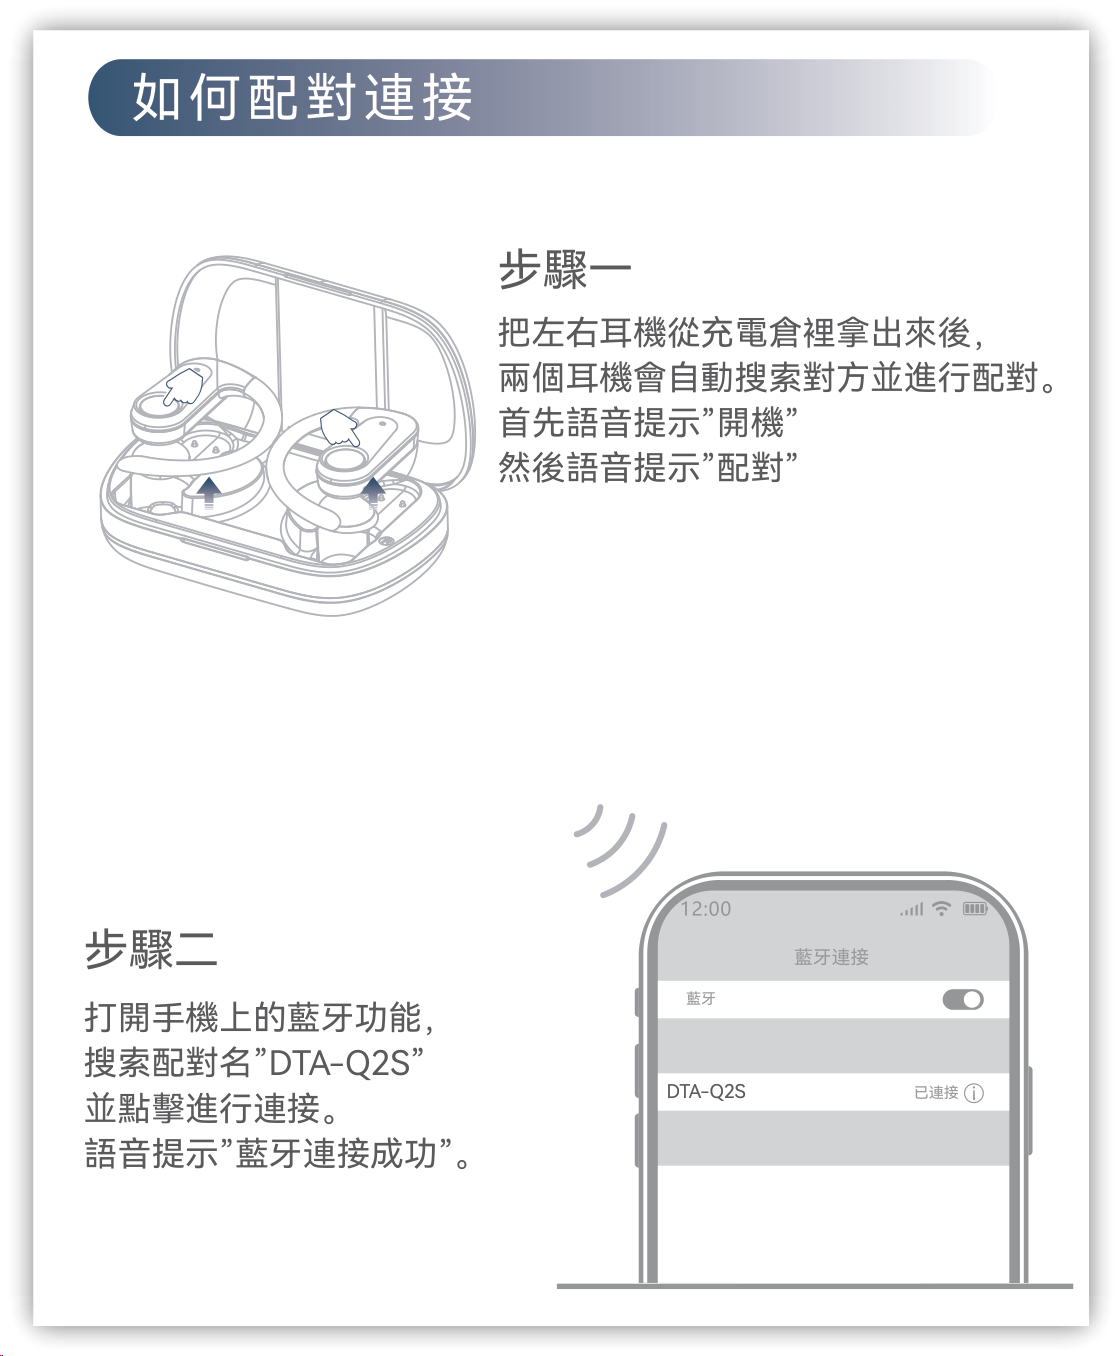 如何配對連接
步驟一
把左右耳機從充電倉裡拿出來後，
兩個耳機會自動搜索對方並進行配對。
首先語音提示”開機”
然後語音提示”配對”
步驟二
打開手機上的藍牙功能，
搜索配對名”DTA-Q2S”
並點擊進行連接。
語音提示”藍牙連接成功”。
12:00
藍牙連接
藍牙
DTA-Q2S 已連接